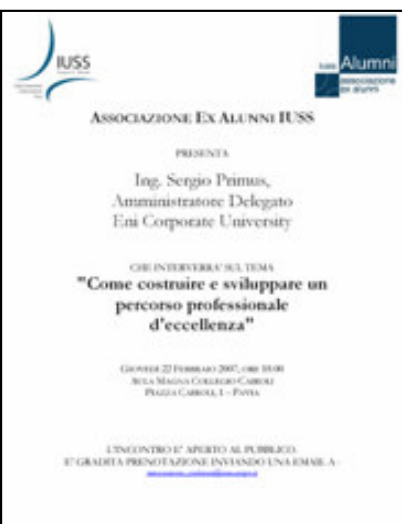 IUSS
IUSS Alumni
associazione
ex alunni
ASSOCIAZIONE EX ALUNNI IUSS
PRESENTA
Ing. Sergio Primus,
Amministratore Delegato
Eni Corporate University
CHE INTERVERRA' SUL TEMA
"Come costruire e sviluppare un
percorso professionale
d'eccellenza"
GIOVEDÌ 22 FEBBRAIO 2007, ORE 18:00
AULA MAGNA COLLEGIO CAIROLI
PIAZZA CAIROLI, 1 – PAVIA
L'INCONTRO E' APERTO AL PUBBLICO.
E' GRADITA PRENOTAZIONE INVIANDO UNA EMAIL A